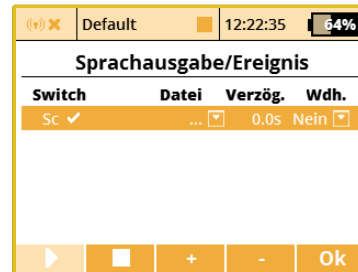 Default 12:22:35 64%
Sprachausgabe/Ereignis
Switch Datei Verzög. Wdh.
Sc ... 0.0s Nein
+ - Ok